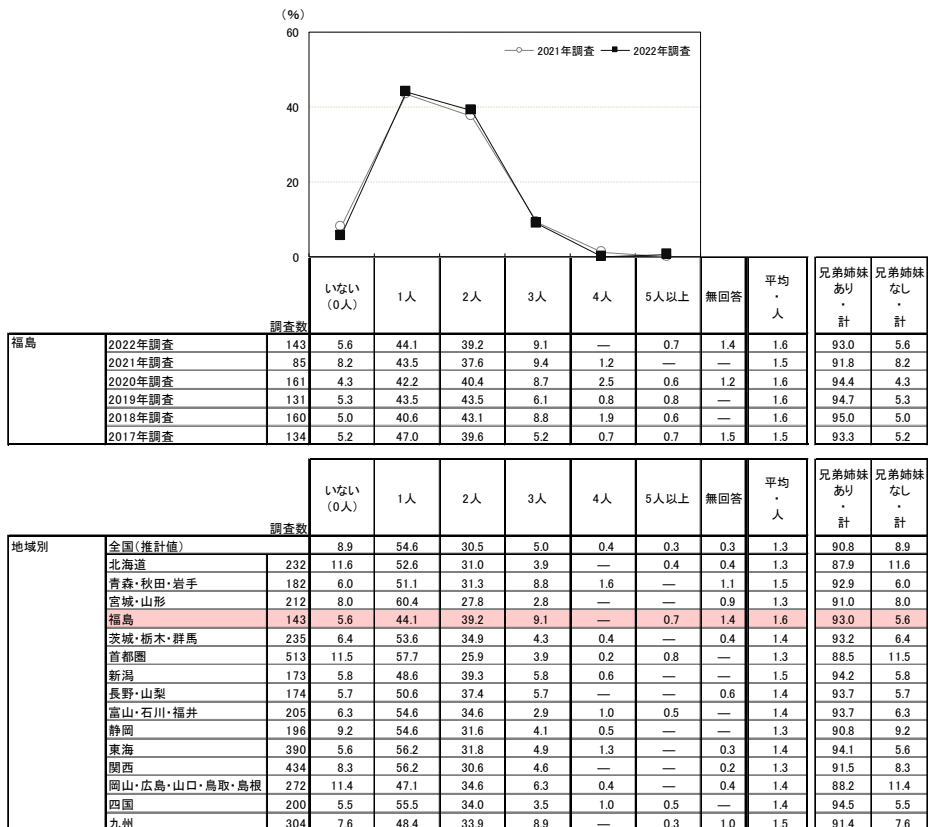 (%)
60
40
20
0
2021年調査 2022年調査
調査数 いない(0人) 1人 2人 3人 4人 5人以上 無回答 平均・人 兄弟姉妹あり・計 兄弟姉妹なし・計
福島 2022年調査 143 5.6 44.1 39.2 9.1 — 0.7 1.4 1.6 93.0 5.6
2021年調査 85 8.2 43.5 37.6 9.4 1.2 — — 1.5 91.8 8.2
2020年調査 161 4.3 42.2 40.4 8.7 2.5 0.6 1.2 1.6 94.4 4.3
2019年調査 131 5.3 43.5 43.5 6.1 0.8 0.8 — 1.6 94.7 5.3
2018年調査 160 5.0 40.6 43.1 8.8 1.9 0.6 — 1.6 95.0 5.0
2017年調査 134 5.2 47.0 39.6 5.2 0.7 0.7 1.5 1.5 93.3 5.2
調査数 いない(0人) 1人 2人 3人 4人 5人以上 無回答 平均・人 兄弟姉妹あり・計 兄弟姉妹なし・計
地域別 全国(推計値) 8.9 54.6 30.5 5.0 0.4 0.3 0.3 1.3 90.8 8.9
北海道 232 11.6 52.6 31.0 3.9 — 0.4 0.4 1.3 87.9 11.6
青森・秋田・岩手 182 6.0 51.1 31.3 8.8 1.6 — 1.1 1.5 92.9 6.0
宮城・山形 212 8.0 60.4 27.8 2.8 — — 0.9 1.3 91.0 8.0
福島 143 5.6 44.1 39.2 9.1 — 0.7 1.4 1.6 93.0 5.6
茨城・栃木・群馬 235 6.4 53.6 34.9 4.3 0.4 — 0.4 1.4 93.2 6.4
首都圏 513 11.5 57.7 25.9 3.9 0.2 0.8 — 1.3 88.5 11.5
新潟 173 5.8 48.6 39.3 5.8 0.6 — — 1.5 94.2 5.8
長野・山梨 174 5.7 50.6 37.4 5.7 — — 0.6 1.4 93.7 5.7
富山・石川・福井 205 6.3 54.6 34.6 2.9 1.0 0.5 — 1.4 93.7 6.3
静岡 196 9.2 54.6 31.6 4.1 0.5 — — 1.3 90.8 9.2
東海 390 5.6 56.2 31.8 4.9 1.3 — 0.3 1.4 94.1 5.6
関西 434 8.3 56.2 30.6 4.6 — — 0.2 1.3 91.5 8.3
岡山・広島・山口・鳥取・島根 272 11.4 47.1 34.6 6.3 0.4 — 0.4 1.4 88.2 11.4
四国 200 5.5 55.5 34.0 3.5 1.0 0.5 — 1.4 94.5 5.5
九州 304 7.6 48.4 33.9 8.9 — 0.3 1.0 1.5 91.4 7.6